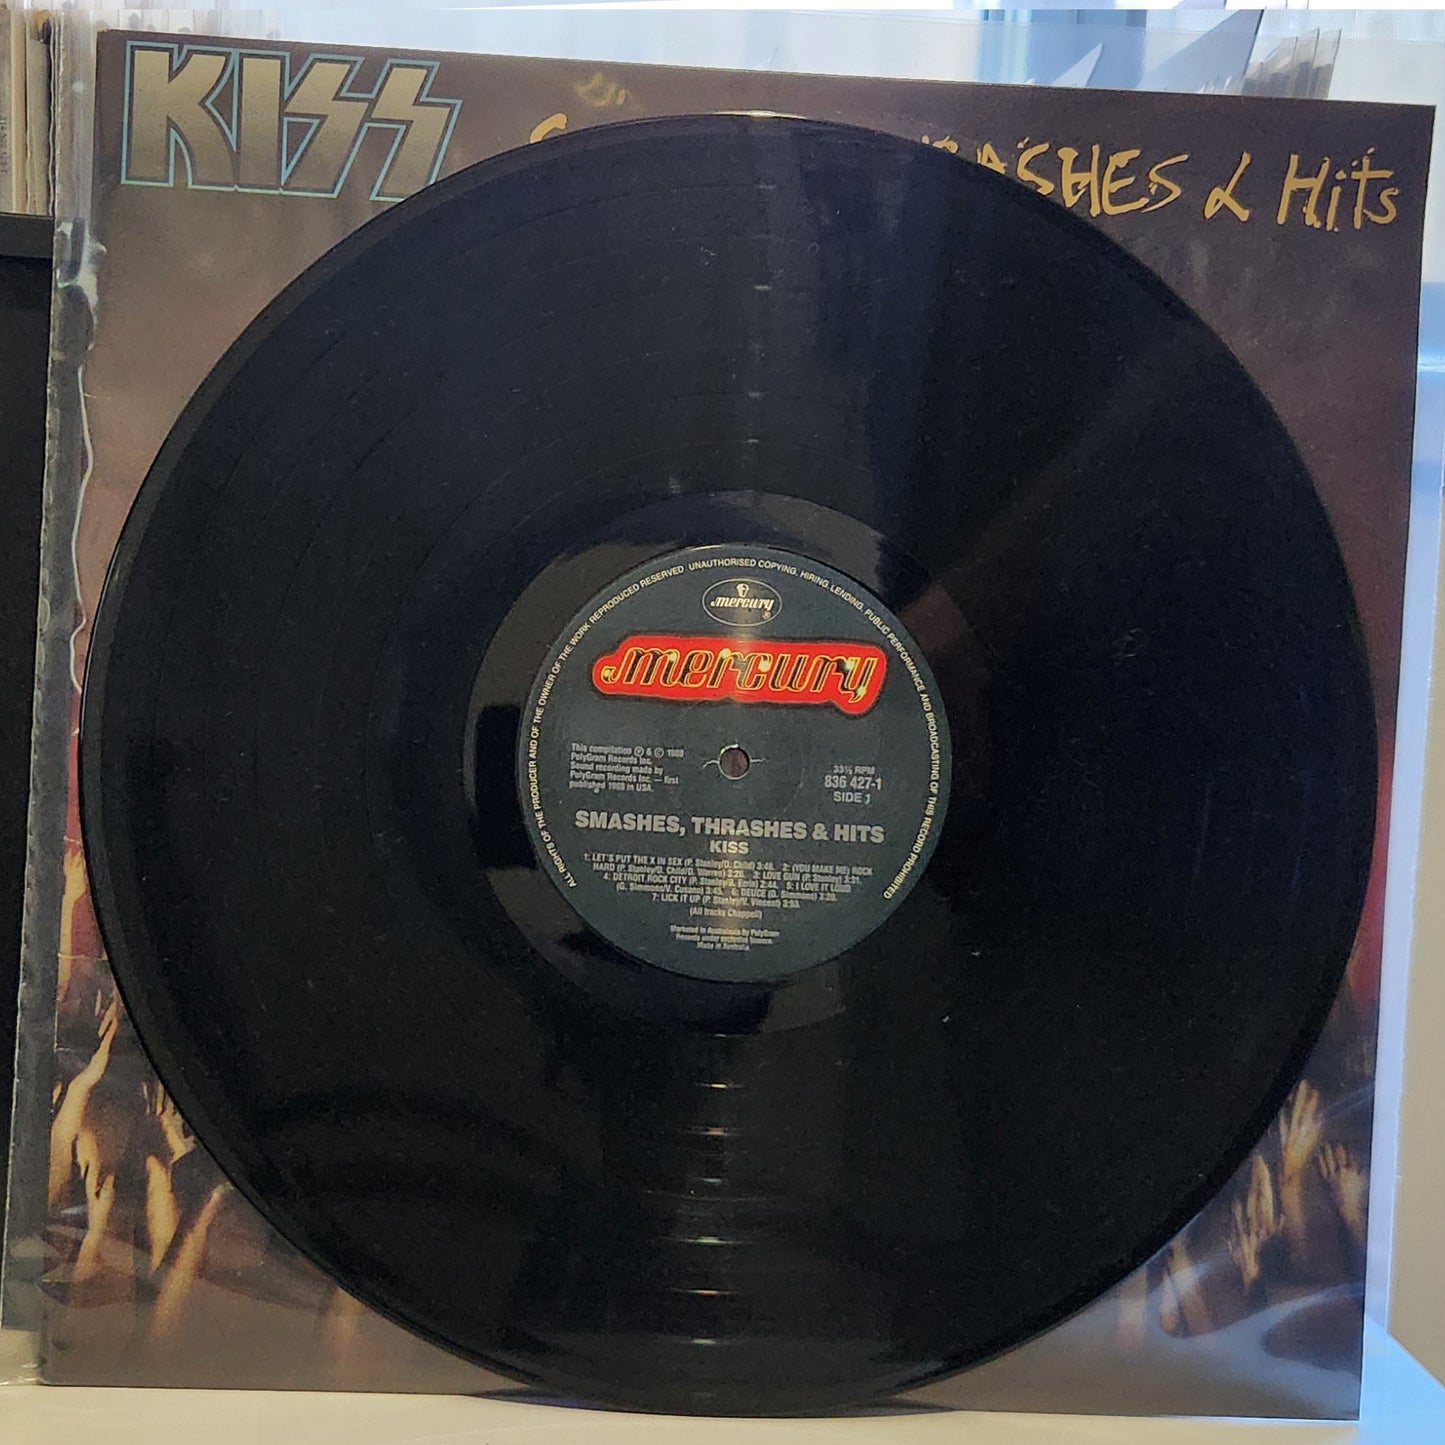 KISS
RASHES & HITS
ALL RIGHTS OF THE PRODUCER AND OF THE OWNER OF THE WORK REPRODUCED RESERVED UNAUTHORISED COPYING, HIRING, LENDING, PUBLIC PERFORMANCE AND BROADCASTING OF THIS RECORD PROHIBITED
mercury ®
mercury
This compilation ℗ & © 1988
PolyGram Records Inc.
Sound recording made by
PolyGram Records Inc. — first
published 1988 in USA.
33⅓ RPM
836 427-1
SIDE 1
SMASHES, THRASHES & HITS
KISS
1: LET'S PUT THE X IN SEX (P. Stanley/D. Child) 3:48. 2: (YOU MAKE ME) ROCK
HARD (P. Stanley/D. Child/D. Warren) 3:26. 3: LOVE GUN (P. Stanley) 3:31.
4: DETROIT ROCK CITY (P. Stanley/B. Ezrin) 2:44. 5: I LOVE IT LOUD
(G. Simmons/V. Cusano) 3:43. 6: DEUCE (G. Simmons) 3:20.
7: LICK IT UP (P. Stanley/V. Vincent) 3:53.
(All tracks Chappell)
Marketed in Australasia by PolyGram
Records under exclusive licence.
Made in Australia.